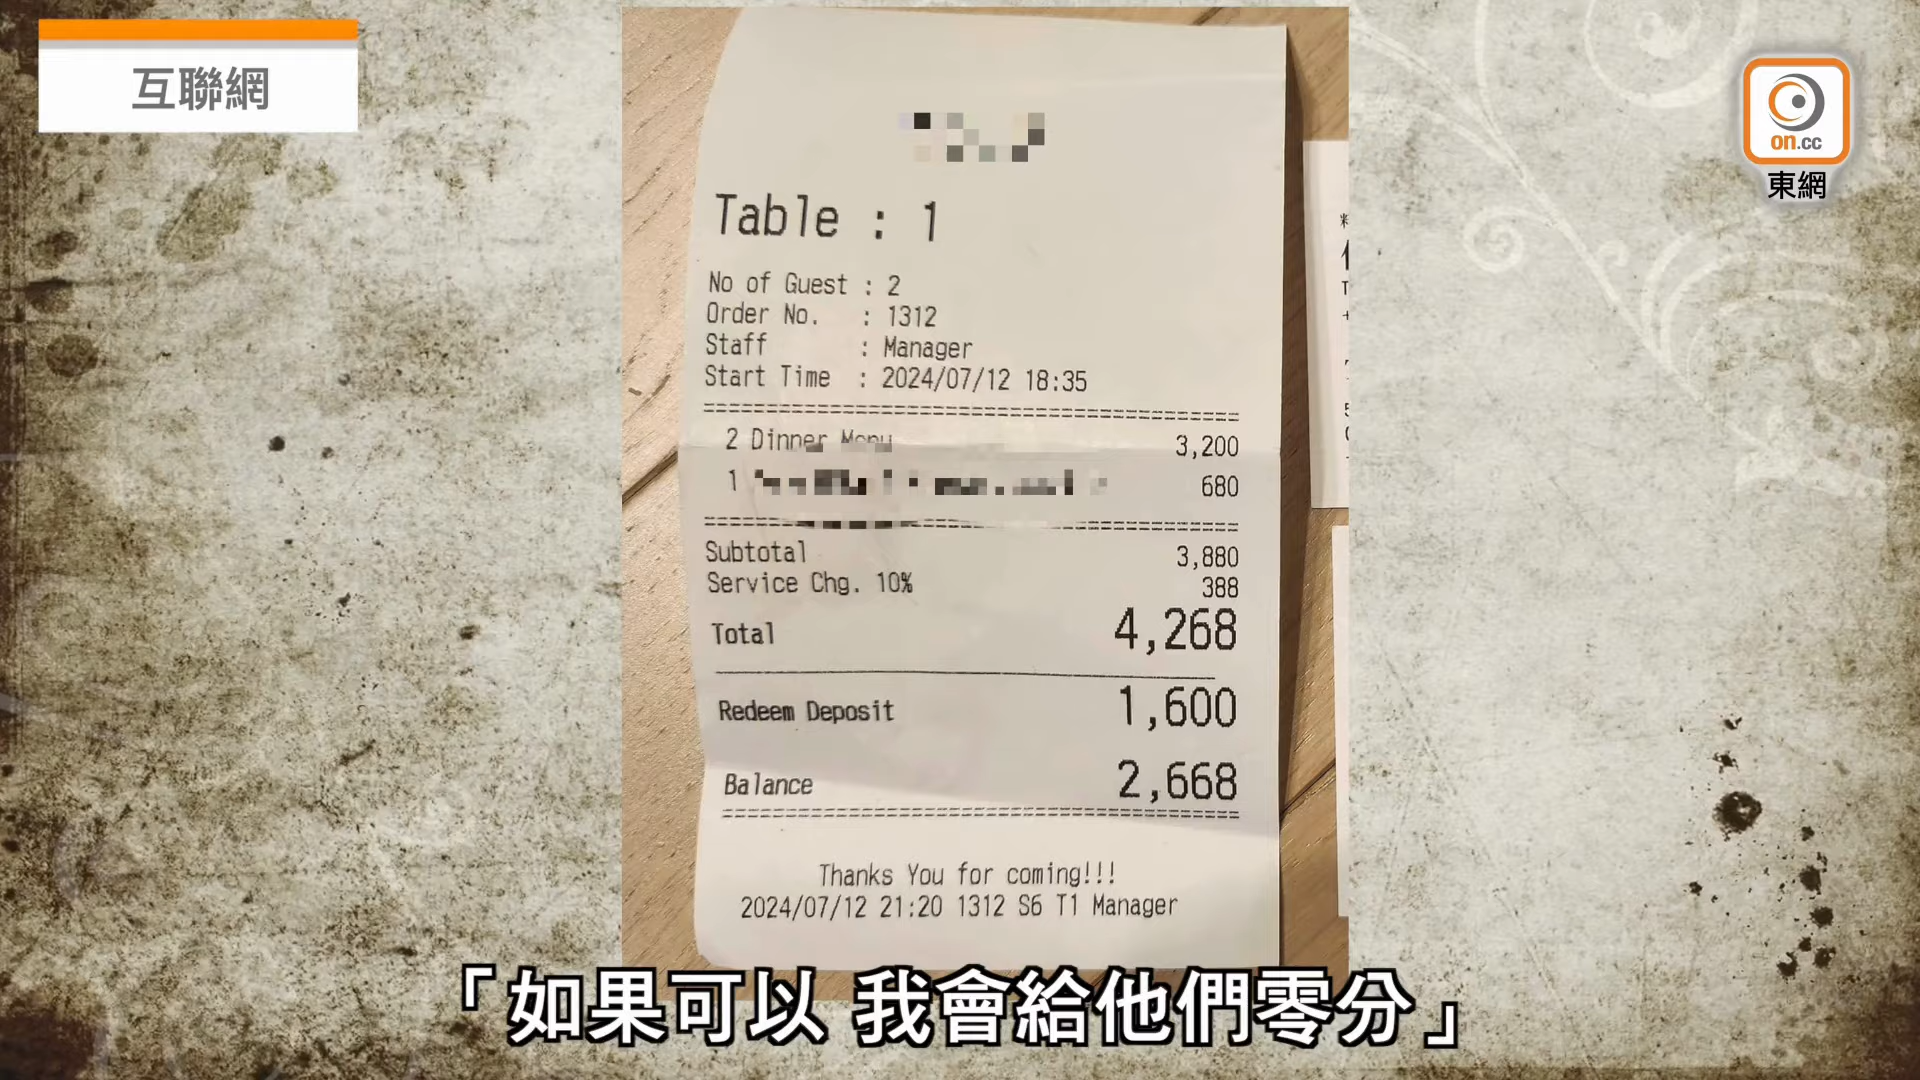 互聯網
on.cc
東網
Table : 1
No of Guest : 2
Order No. : 1312
Staff : Manager
Start Time : 2024/07/12 18:35
2 Dinner Menu 3,200
1 680
Subtotal 3,880
Service Chg. 10% 388
Total 4,268
Redeem Deposit 1,600
Balance 2,668
Thanks You for coming!!!
2024/07/12 21:20 1312 S6 T1 Manager
「如果可以 我會給他們零分」